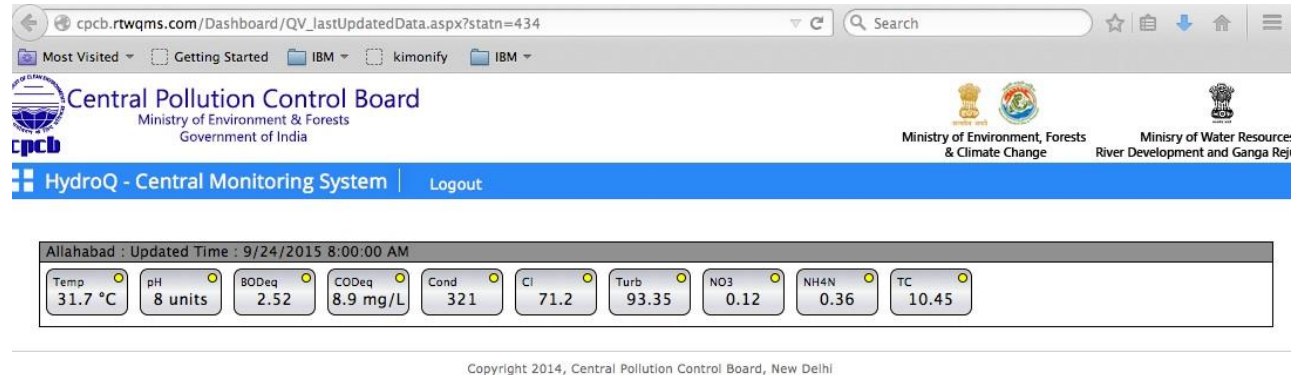 cpcb.rtwqms.com/Dashboard/QV_lastUpdatedData.aspx?statn=434 Search
Most Visited Getting Started IBM kimonify IBM
Central Pollution Control Board
Ministry of Environment & Forests
Government of India
cpcb
Ministry of Environment, Forests
& Climate Change
Minisry of Water Resources
River Development and Ganga Reju
HydroQ - Central Monitoring System Logout
Allahabad : Updated Time : 9/24/2015 8:00:00 AM
Temp pH BODeq CODeq Cond Cl Turb NO3 NH4N TC
31.7 °C 8 units 2.52 8.9 mg/L 321 71.2 93.35 0.12 0.36 10.45
Copyright 2014, Central Pollution Control Board, New Delhi